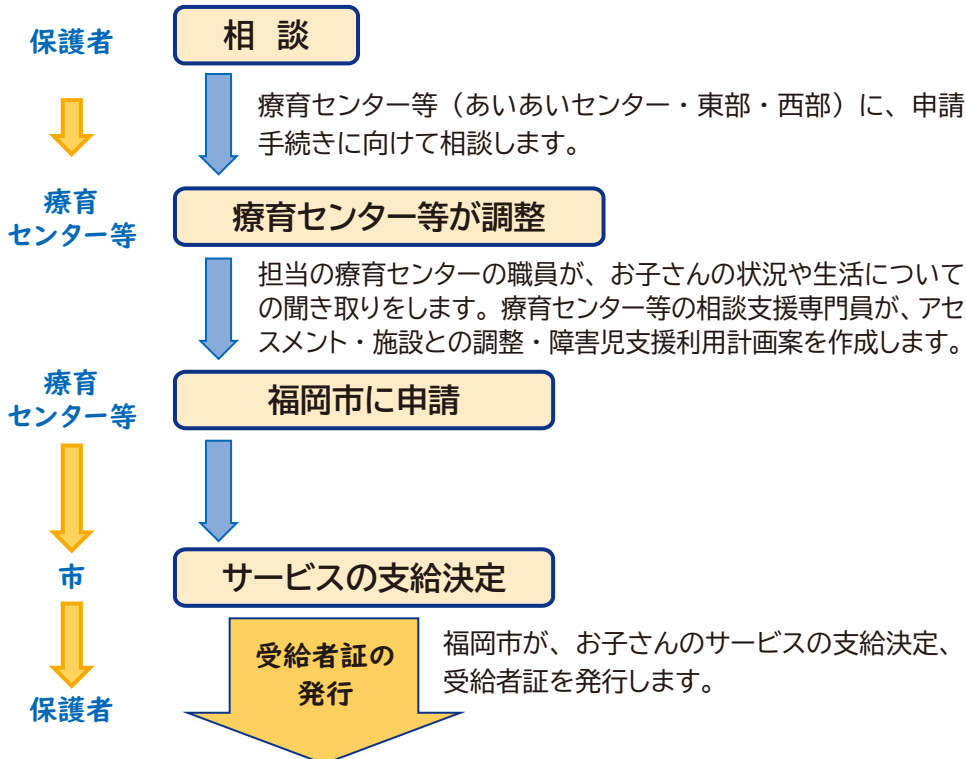 保護者
相 談
療育センター等（あいあいセンター・東部・西部）に、申請
手続きに向けて相談します。
療育
センター等
療育センター等が調整
担当の療育センターの職員が、お子さんの状況や生活について
の聞き取りをします。療育センター等の相談支援専門員が、アセ
スメント・施設との調整・障害児支援利用計画案を作成します。
療育
センター等
福岡市に申請
市
サービスの支給決定
受給者証の
発行
福岡市が、お子さんのサービスの支給決定、
受給者証を発行します。
保護者